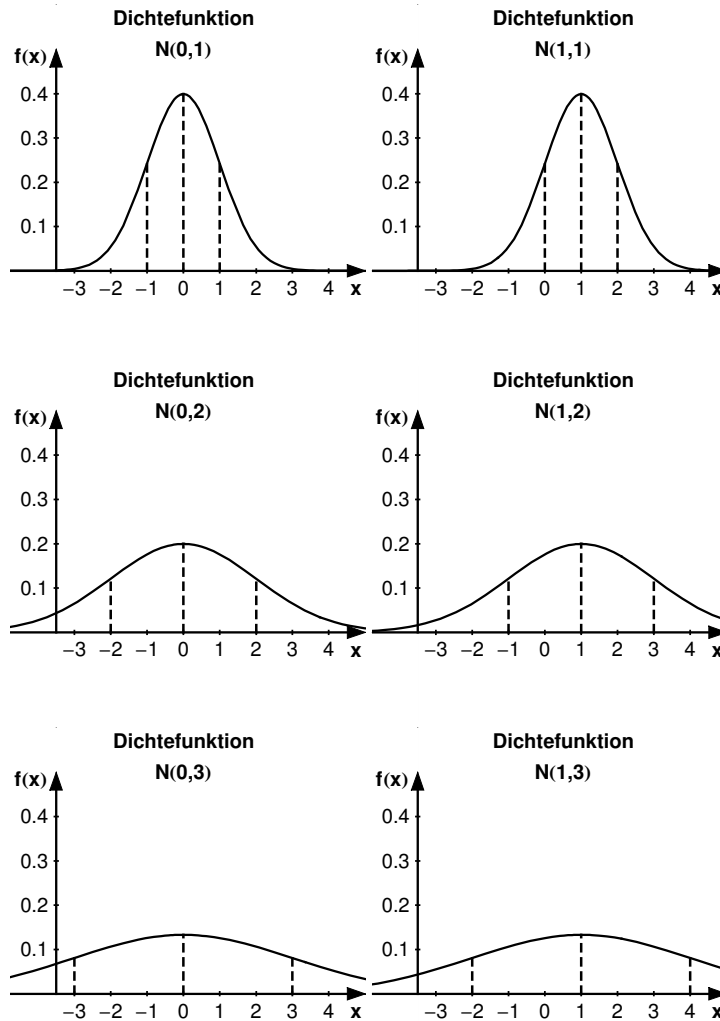 Dichtefunktion
N(0,1)
f(x)
0.4
0.3
0.2
0.1
−3 −2 −1 0 1 2 3 4 x
Dichtefunktion
N(1,1)
f(x)
0.4
0.3
0.2
0.1
−3 −2 −1 0 1 2 3 4 x
Dichtefunktion
N(0,2)
f(x)
0.4
0.3
0.2
0.1
−3 −2 −1 0 1 2 3 4 x
Dichtefunktion
N(1,2)
f(x)
0.4
0.3
0.2
0.1
−3 −2 −1 0 1 2 3 4 x
Dichtefunktion
N(0,3)
f(x)
0.4
0.3
0.2
0.1
−3 −2 −1 0 1 2 3 4 x
Dichtefunktion
N(1,3)
f(x)
0.4
0.3
0.2
0.1
−3 −2 −1 0 1 2 3 4 x